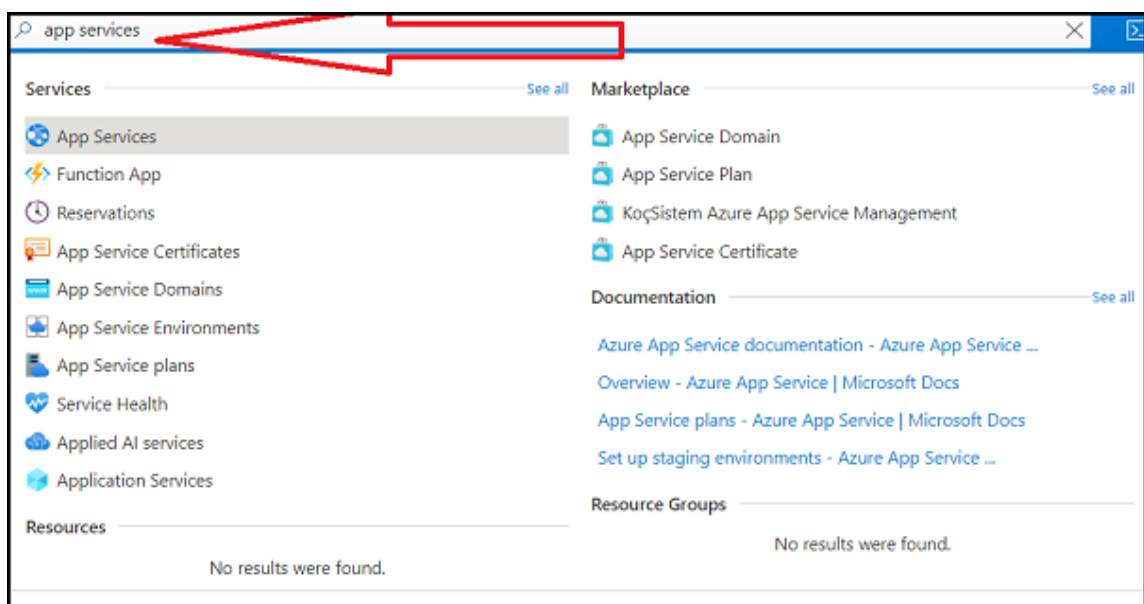 app services
Services
See all
App Services
Function App
Reservations
App Service Certificates
App Service Domains
App Service Environments
App Service plans
Service Health
Applied AI services
Application Services
Resources
No results were found.
Marketplace
See all
App Service Domain
App Service Plan
KoçSistem Azure App Service Management
App Service Certificate
Documentation
See all
Azure App Service documentation - Azure App Service ...
Overview - Azure App Service | Microsoft Docs
App Service plans - Azure App Service | Microsoft Docs
Set up staging environments - Azure App Service ...
Resource Groups
No results were found.